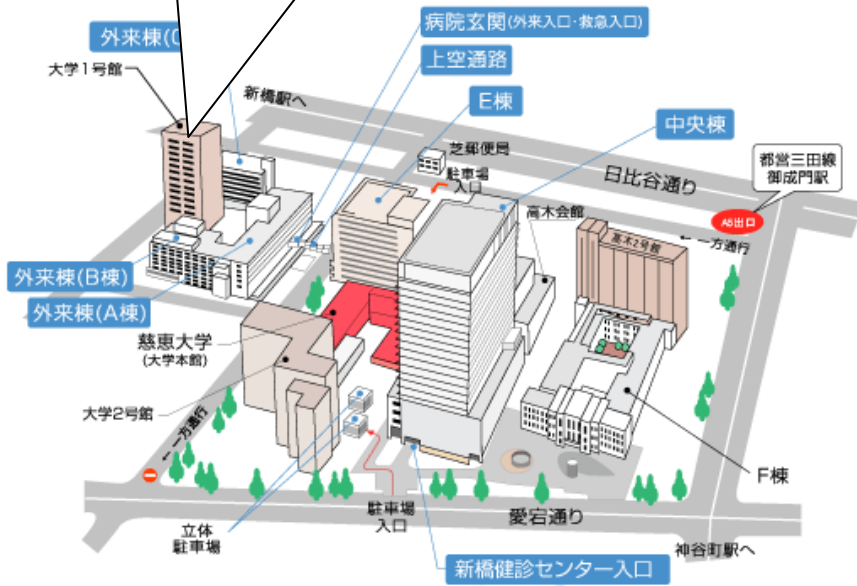 病院玄関(外来入口・救急入口)
外来棟(C
上空通路
大学1号館
新橋駅へ
E棟
中央棟
芝郵便局
都営三田線
御成門駅
駐車場
入口
日比谷通り
高木会館
A5出口
一方通行
高木2号館
外来棟(B棟)
外来棟(A棟)
慈恵大学
(大学本館)
大学2号館
一方通行
F棟
駐車場
入口
愛宕通り
立体
駐車場
神谷町駅へ
新橋健診センター入口